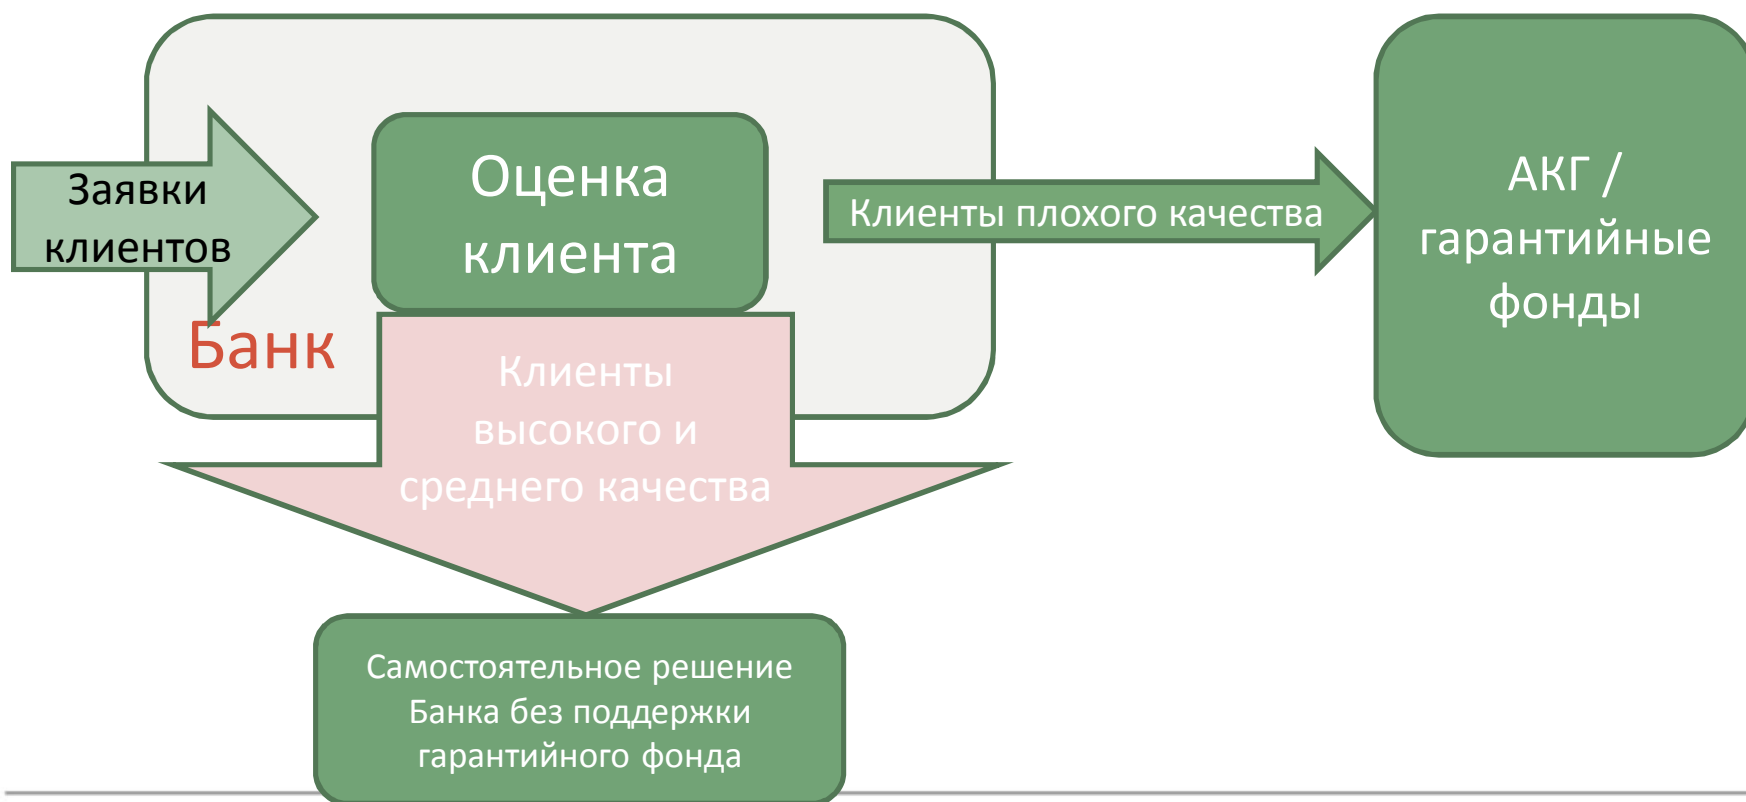 Заявки
клиентов
Банк
Оценка
клиента
Клиенты плохого качества
АКГ /
гарантийные
фонды
Клиенты
высокого и
среднего качества
Самостоятельное решение
Банка без поддержки
гарантийного фонда